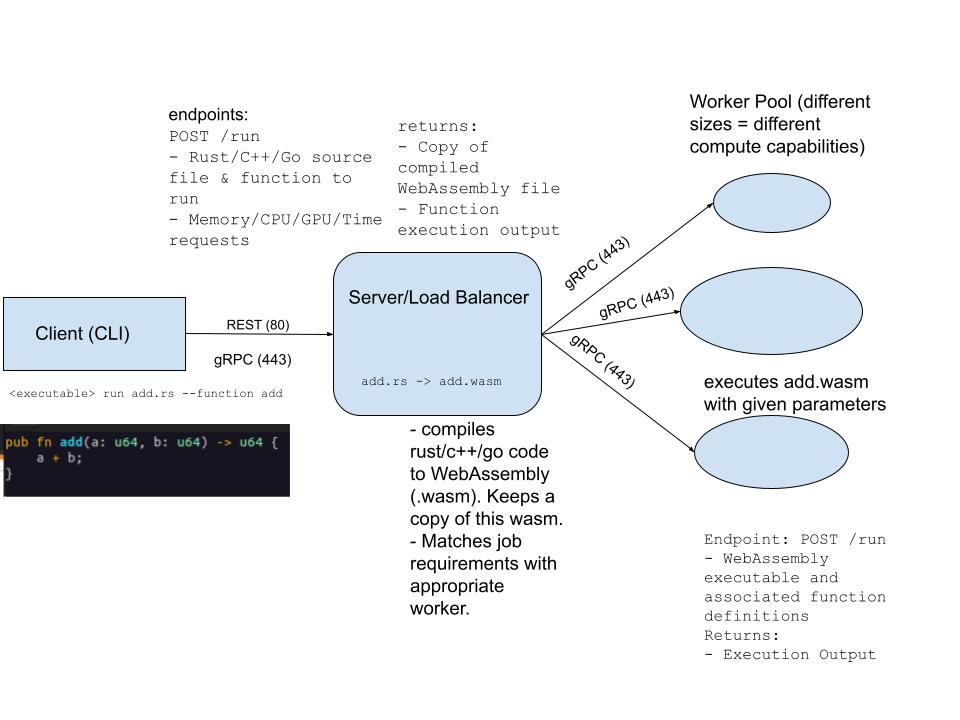 endpoints:
POST /run
- Rust/C++/Go source
file & function to
run
- Memory/CPU/GPU/Time
requests
returns:
- Copy of
compiled
WebAssembly file
- Function
execution output
Worker Pool (different
sizes = different
compute capabilities)
Client (CLI)
REST (80)
gRPC (443)
<executable> run add.rs --function add
pub fn add(a: u64, b: u64) -> u64 {
    a + b;
}
Server/Load Balancer
add.rs -> add.wasm
- compiles
rust/c++/go code
to WebAssembly
(.wasm). Keeps a
copy of this wasm.
- Matches job
requirements with
appropriate
worker.
gRPC (443)
gRPC (443)
gRPC (443)
executes add.wasm
with given parameters
Endpoint: POST /run
- WebAssembly
executable and
associated function
definitions
Returns:
- Execution Output